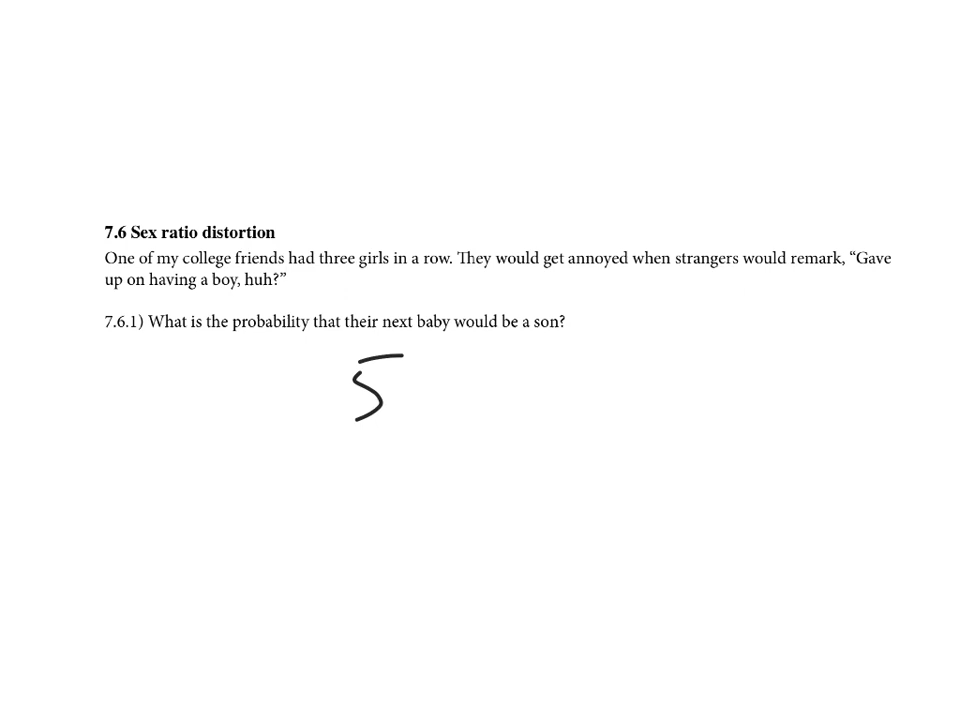 7.6 Sex ratio distortion
One of my college friends had three girls in a row. They would get annoyed when strangers would remark, “Gave
up on having a boy, huh?”
7.6.1) What is the probability that their next baby would be a son?
5